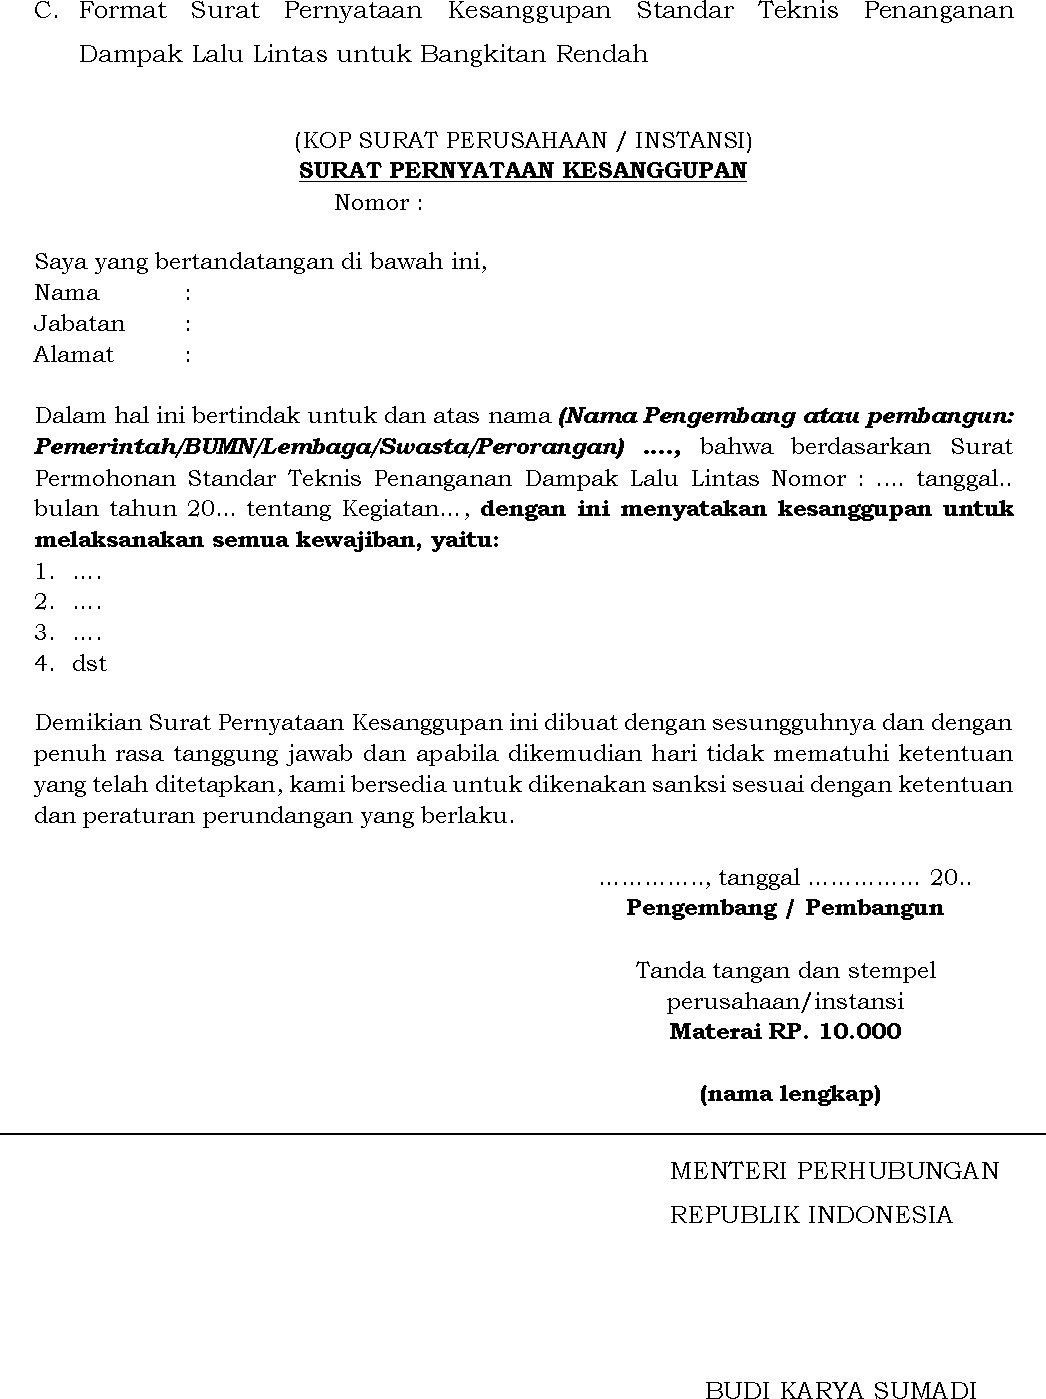 C. Format Surat Pernyataan Kesanggupan Standar Teknis Penanganan
Dampak Lalu Lintas untuk Bangkitan Rendah
(KOP SURAT PERUSAHAAN / INSTANSI)
SURAT PERNYATAAN KESANGGUPAN
Nomor :
Saya yang bertandatangan di bawah ini,
Nama :
Jabatan :
Alamat :
Dalam hal ini bertindak untuk dan atas nama (Nama Pengembang atau pembangun:
Pemerintah/BUMN/Lembaga/Swasta/Perorangan) ...., bahwa berdasarkan Surat
Permohonan Standar Teknis Penanganan Dampak Lalu Lintas Nomor : .... tanggal..
bulan tahun 20... tentang Kegiatan..., dengan ini menyatakan kesanggupan untuk
melaksanakan semua kewajiban, yaitu:
1. ....
2. ....
3. ....
4. dst
Demikian Surat Pernyataan Kesanggupan ini dibuat dengan sesungguhnya dan dengan
penuh rasa tanggung jawab dan apabila dikemudian hari tidak mematuhi ketentuan
yang telah ditetapkan, kami bersedia untuk dikenakan sanksi sesuai dengan ketentuan
dan peraturan perundangan yang berlaku.
.............., tanggal ............... 20..
Pengembang / Pembangun
Tanda tangan dan stempel
perusahaan/instansi
Materai RP. 10.000
(nama lengkap)
MENTERI PERHUBUNGAN
REPUBLIK INDONESIA
BUDI KARYA SUMADI